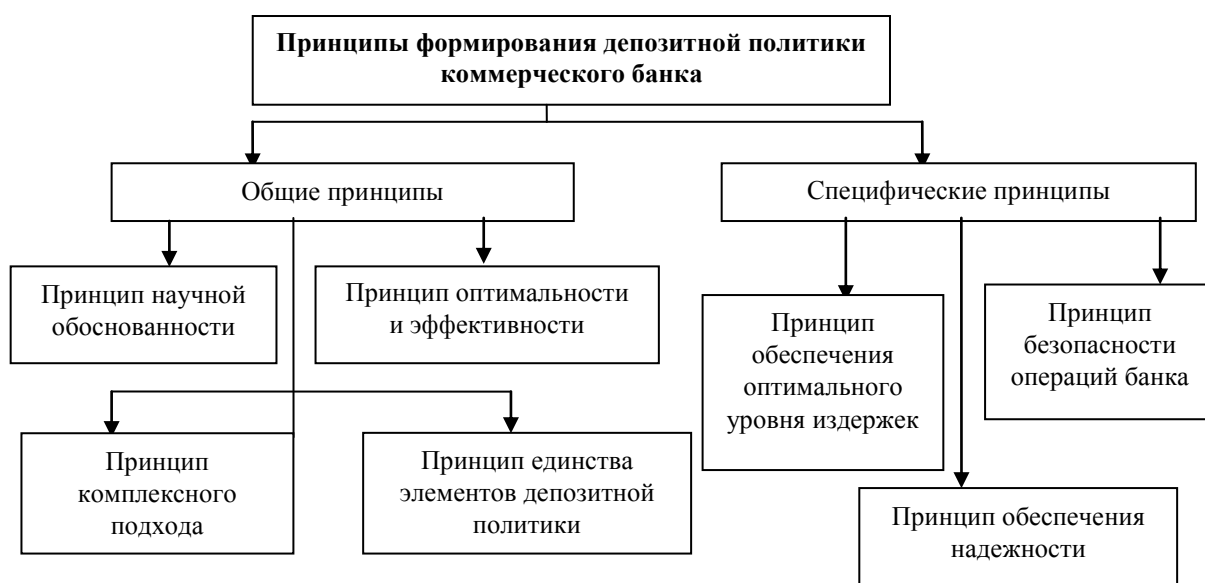 Принципы формирования депозитной политики
коммерческого банка
Общие принципы
Специфические принципы
Принцип научной
обоснованности
Принцип оптимальности
и эффективности
Принцип
обеспечения
оптимального
уровня издержек
Принцип
безопасности
операций банка
Принцип
комплексного
подхода
Принцип единства
элементов депозитной
политики
Принцип обеспечения
надежности